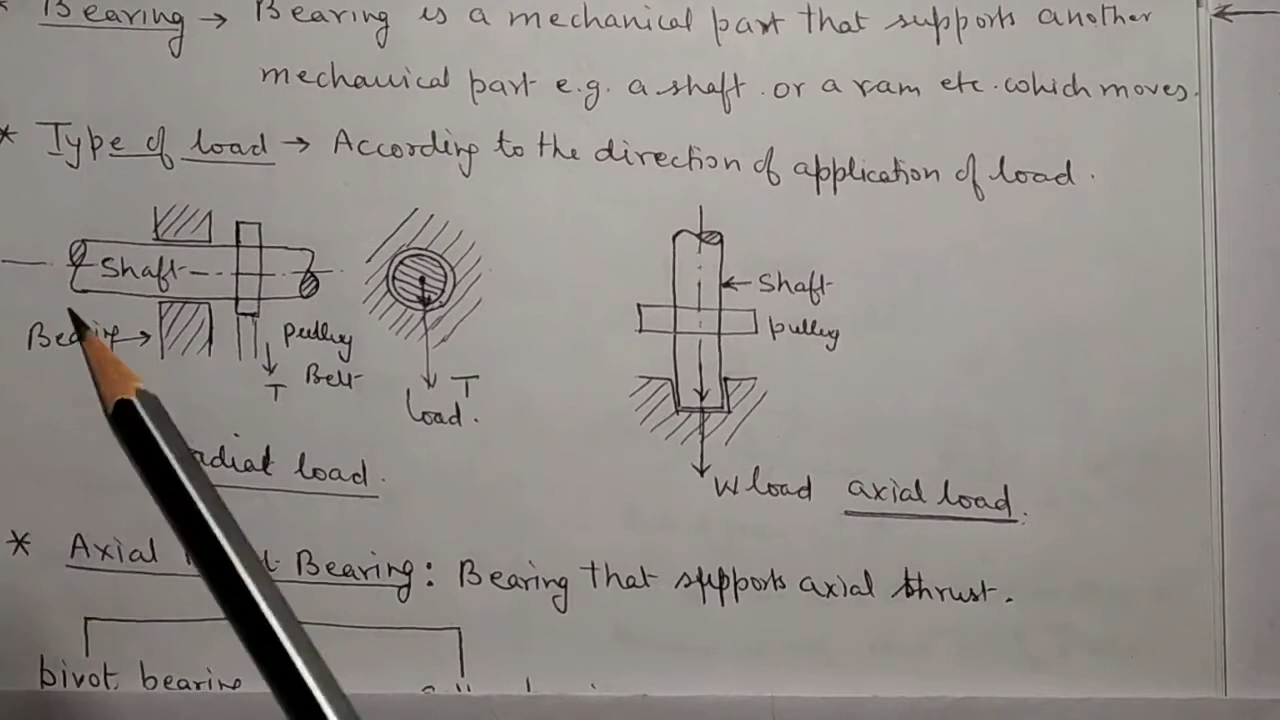 * Bearing → Bearing is a mechanical part that supports another
mechanical part e.g. a shaft or a ram etc. which moves.
* Type of load → According to the direction of application of load.
Shaft
Bearing
pulley
T
Belt
T
load.
radial load.
Shaft
pulley
W load axial load.
* Axial Bearing: Bearing that supports axial thrust.
pivot bearing